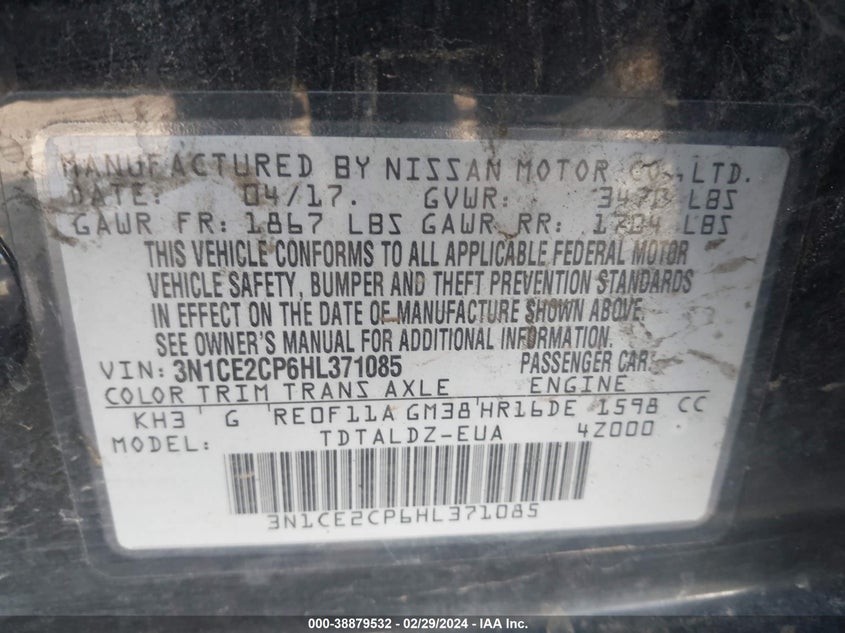 MANUFACTURED BY NISSAN MOTOR CO., LTD.
DATE: 04/17. GVWR: 3470 LBS
GAWR FR: 1867 LBS GAWR RR: 1704 LBS
THIS VEHICLE CONFORMS TO ALL APPLICABLE FEDERAL MOTOR
VEHICLE SAFETY, BUMPER AND THEFT PREVENTION STANDARDS
IN EFFECT ON THE DATE OF MANUFACTURE SHOWN ABOVE.
SEE OWNER'S MANUAL FOR ADDITIONAL INFORMATION.
VIN: 3N1CE2CP6HL371085 PASSENGER CAR
COLOR TRIM TRANS AXLE ENGINE
KH3 G RE0F11A GM38 HR16DE 1598 CC
MODEL: TDTALDZ-EUA 4Z000
3N1CE2CP6HL371085
000-38879532 - 02/29/2024 - IAA Inc.